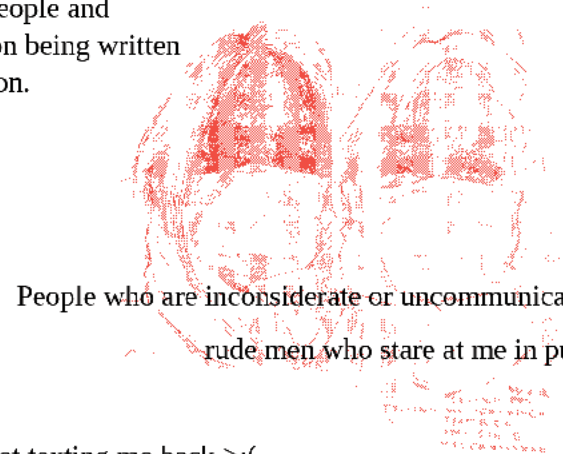 eople and
on being written
on.
People who are inconsiderate or uncommunica
rude men who stare at me in pu
t texting me back >:(